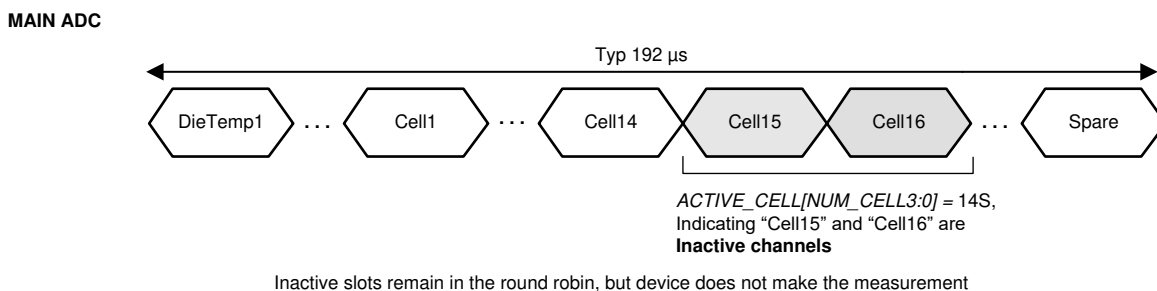 MAIN ADC
Typ 192 µs
DieTemp1 ... Cell1 ... Cell14 Cell15 Cell16 ... Spare
ACTIVE_CELL[NUM_CELL3:0] = 14S,
Indicating “Cell15” and “Cell16” are
Inactive channels
Inactive slots remain in the round robin, but device does not make the measurement